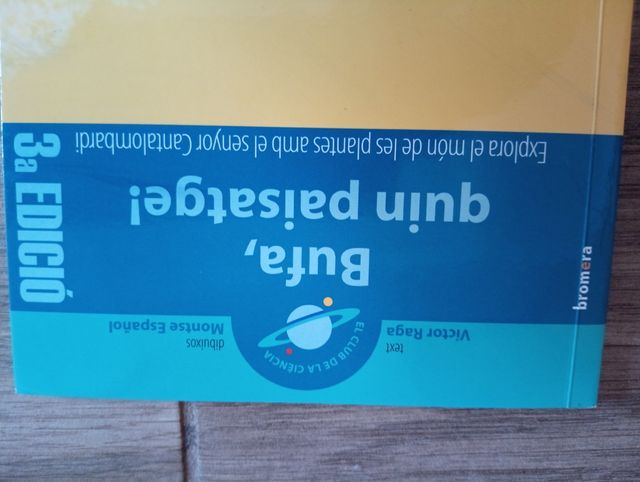 EL CLUB DE LA CIÈNCIA
text
Victor Raga
dibuixos
Montse Español
Bufa,
quin paisatge!
Explora el món de les plantes amb el senyor Cantalombardi
3a EDICIÓ
bromera